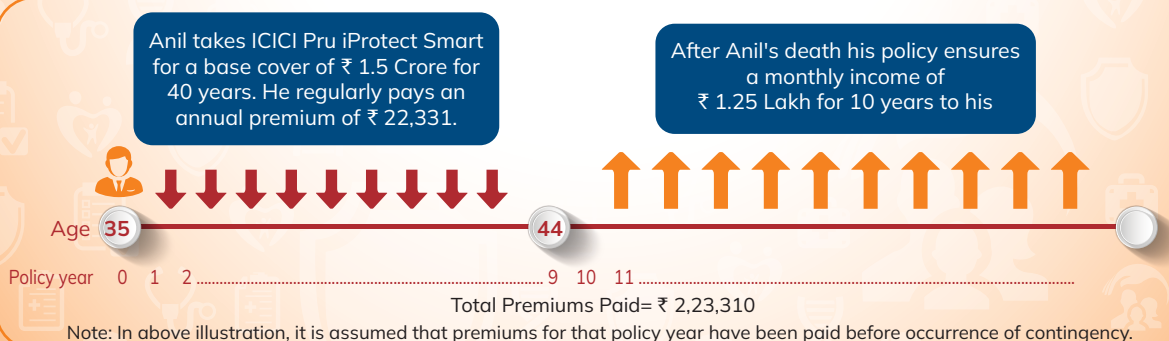 Anil takes ICICI Pru iProtect Smart
for a base cover of ₹ 1.5 Crore for
40 years. He regularly pays an
annual premium of ₹ 22,331.
After Anil's death his policy ensures
a monthly income of
₹ 1.25 Lakh for 10 years to his
Age 35 44
Policy year 0 1 2 ........ 9 10 11 ........
Total Premiums Paid= ₹ 2,23,310
Note: In above illustration, it is assumed that premiums for that policy year have been paid before occurrence of contingency.